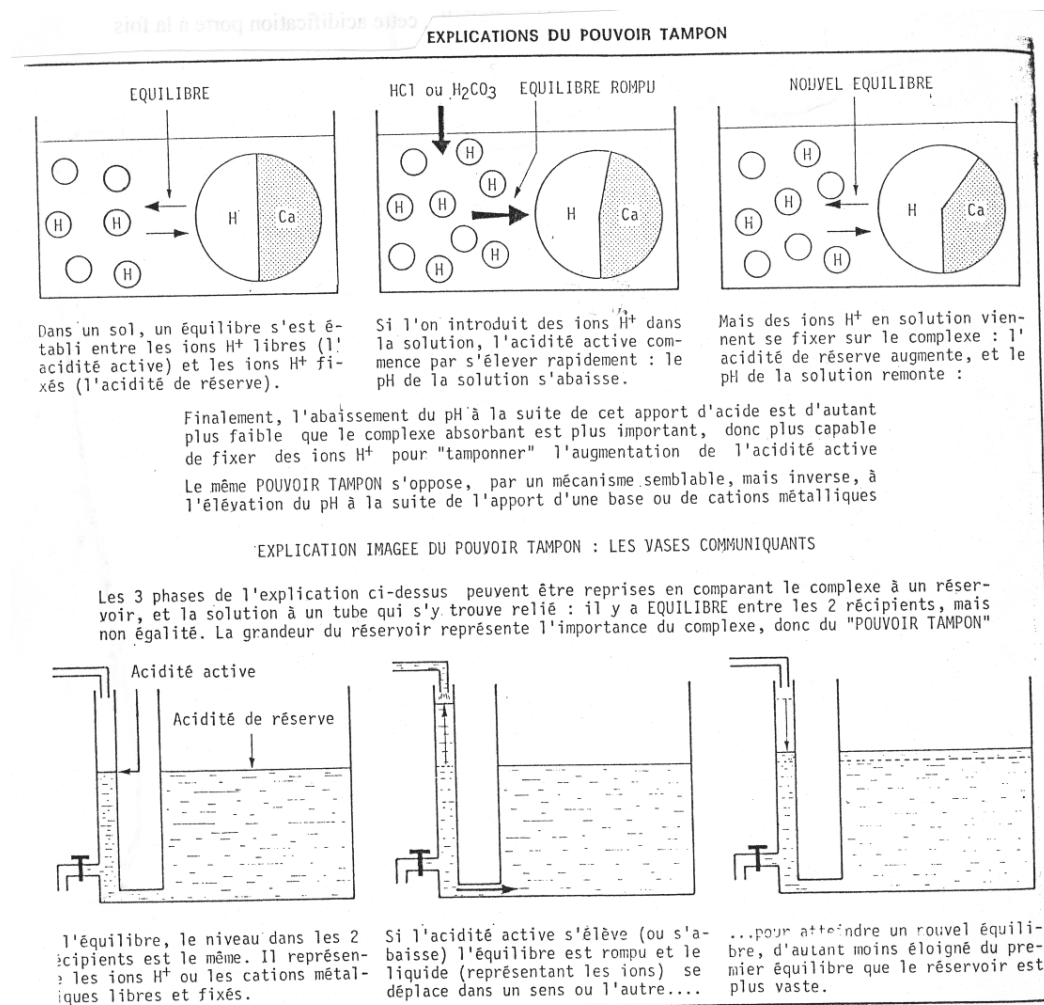 EXPLICATIONS DU POUVOIR TAMPON
EQUILIBRE
H
H
H
H
Ca
HCl ou H2CO3
EQUILIBRE ROMPU
H
H
H
H
H
H
H
Ca
NOUVEL EQUILIBRE
H
H
H
H
H
Ca
Dans un sol, un équilibre s'est é-
tabli entre les ions H+ libres (l'
acidité active) et les ions H+ fi-
xés (l'acidité de réserve).
Si l'on introduit des ions H+ dans
la solution, l'acidité active com-
mence par s'élever rapidement : le
pH de la solution s'abaisse.
Mais des ions H+ en solution vien-
nent se fixer sur le complexe : l'
acidité de réserve augmente, et le
pH de la solution remonte :
Finalement, l'abaissement du pH à la suite de cet apport d'acide est d'autant
plus faible que le complexe absorbant est plus important, donc plus capable
de fixer des ions H+ pour "tamponner" l'augmentation de l'acidité active
Le même POUVOIR TAMPON s'oppose, par un mécanisme semblable, mais inverse, à
l'élévation du pH à la suite de l'apport d'une base ou de cations métalliques
EXPLICATION IMAGEE DU POUVOIR TAMPON : LES VASES COMMUNIQUANTS
Les 3 phases de l'explication ci-dessus peuvent être reprises en comparant le complexe à un réser-
voir, et la solution à un tube qui s'y trouve relié : il y a EQUILIBRE entre les 2 récipients, mais
non égalité. La grandeur du réservoir représente l'importance du complexe, donc du "POUVOIR TAMPON"
Acidité active
Acidité de réserve
l'équilibre, le niveau dans les 2
cipients est le même. Il représen-
les ions H+ ou les cations métal-
iques libres et fixés.
Si l'acidité active s'élève (ou s'a-
baisse) l'équilibre est rompu et le
liquide (représentant les ions) se
déplace dans un sens ou l'autre....
...pour atteindre un nouvel équili-
bre, d'autant moins éloigné du pre-
mier équilibre que le réservoir est
plus vaste.